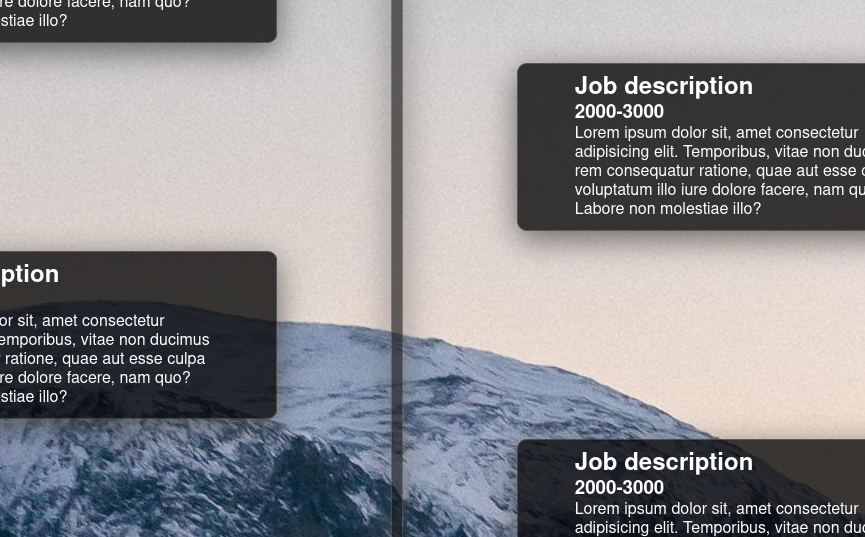 re dolore facere, nam quo?
stiae illo?
Job description
2000-3000
Lorem ipsum dolor sit, amet consectetur
adipisicing elit. Temporibus, vitae non duc
rem consequatur ratione, quae aut esse c
voluptatum illo iure dolore facere, nam qu
Labore non molestiae illo?
ption
or sit, amet consectetur
emporibus, vitae non ducimus
ratione, quae aut esse culpa
re dolore facere, nam quo?
stiae illo?
Job description
2000-3000
Lorem ipsum dolor sit, amet consectetur
adipisicing elit. Temporibus, vitae non duc